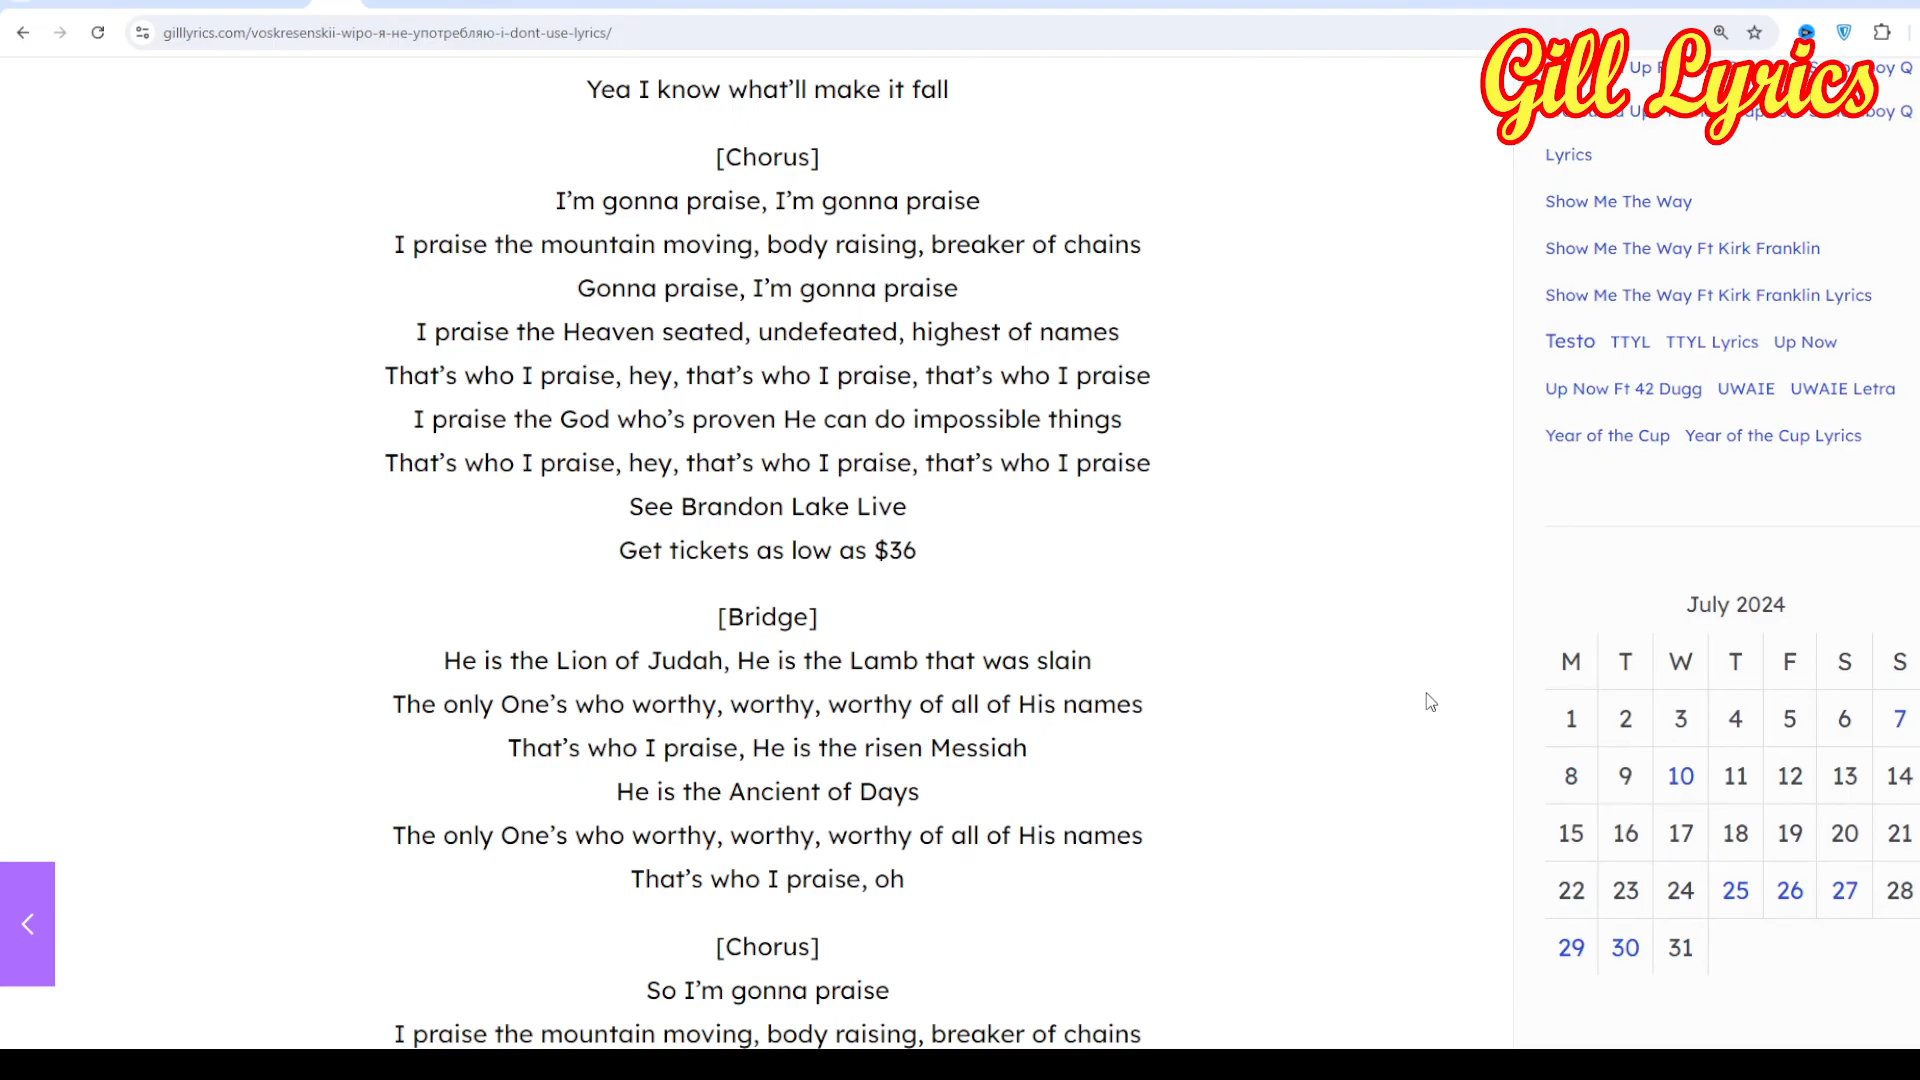 gilllyrics.com/voskresenskii-wipo-я-не-употребляю-i-dont-use-lyrics/
Gill Lyrics
Yea I know what’ll make it fall
[Chorus]
I’m gonna praise, I’m gonna praise
I praise the mountain moving, body raising, breaker of chains
Gonna praise, I’m gonna praise
I praise the Heaven seated, undefeated, highest of names
That’s who I praise, hey, that’s who I praise, that’s who I praise
I praise the God who’s proven He can do impossible things
That’s who I praise, hey, that’s who I praise, that’s who I praise
See Brandon Lake Live
Get tickets as low as $36
[Bridge]
He is the Lion of Judah, He is the Lamb that was slain
The only One’s who worthy, worthy, worthy of all of His names
That’s who I praise, He is the risen Messiah
He is the Ancient of Days
The only One’s who worthy, worthy, worthy of all of His names
That’s who I praise, oh
[Chorus]
So I’m gonna praise
I praise the mountain moving, body raising, breaker of chains
Up
oy Q
Up
oy Q
Lyrics
Show Me The Way
Show Me The Way Ft Kirk Franklin
Show Me The Way Ft Kirk Franklin Lyrics
Testo TTYL TTYL Lyrics Up Now
Up Now Ft 42 Dugg UWAIE UWAIE Letra
Year of the Cup Year of the Cup Lyrics
July 2024
M T W T F S S
1 2 3 4 5 6 7
8 9 10 11 12 13 14
15 16 17 18 19 20 21
22 23 24 25 26 27 28
29 30 31